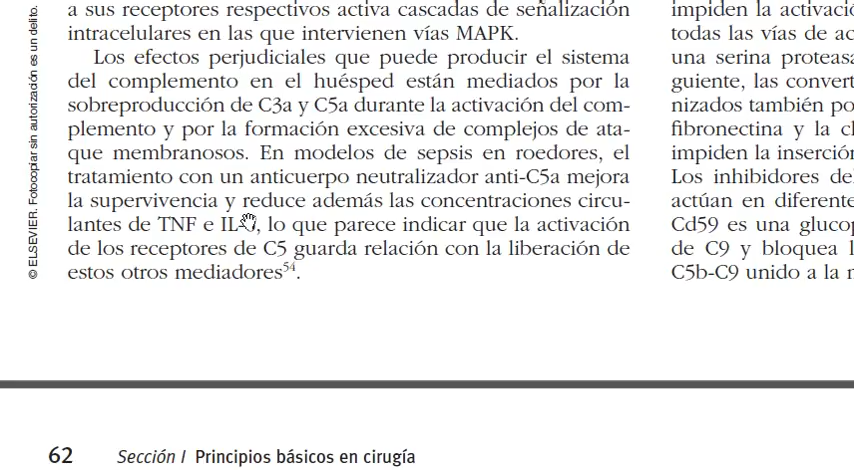 a sus receptores respectivos activa cascadas de señalización
intracelulares en las que intervienen vías MAPK.
Los efectos perjudiciales que puede producir el sistema
del complemento en el huésped están mediados por la
sobreproducción de C3a y C5a durante la activación del com-
plemento y por la formación excesiva de complejos de ata-
que membranosos. En modelos de sepsis en roedores, el
tratamiento con un anticuerpo neutralizador anti-C5a mejora
la supervivencia y reduce además las concentraciones circu-
lantes de TNF e IL , lo que parece indicar que la activación
de los receptores de C5 guarda relación con la liberación de
estos otros mediadores54.
© ELSEVIER. Fotocopiar sin autorización es un delito.
impiden la activació
todas las vías de ac
una serina proteasa
guiente, las convert
nizados también po
fibronectina y la cl
impiden la inserción
Los inhibidores de
actúan en diferente
Cd59 es una glucop
de C9 y bloquea l
C5b-C9 unido a la
62 Sección I Principios básicos en cirugía